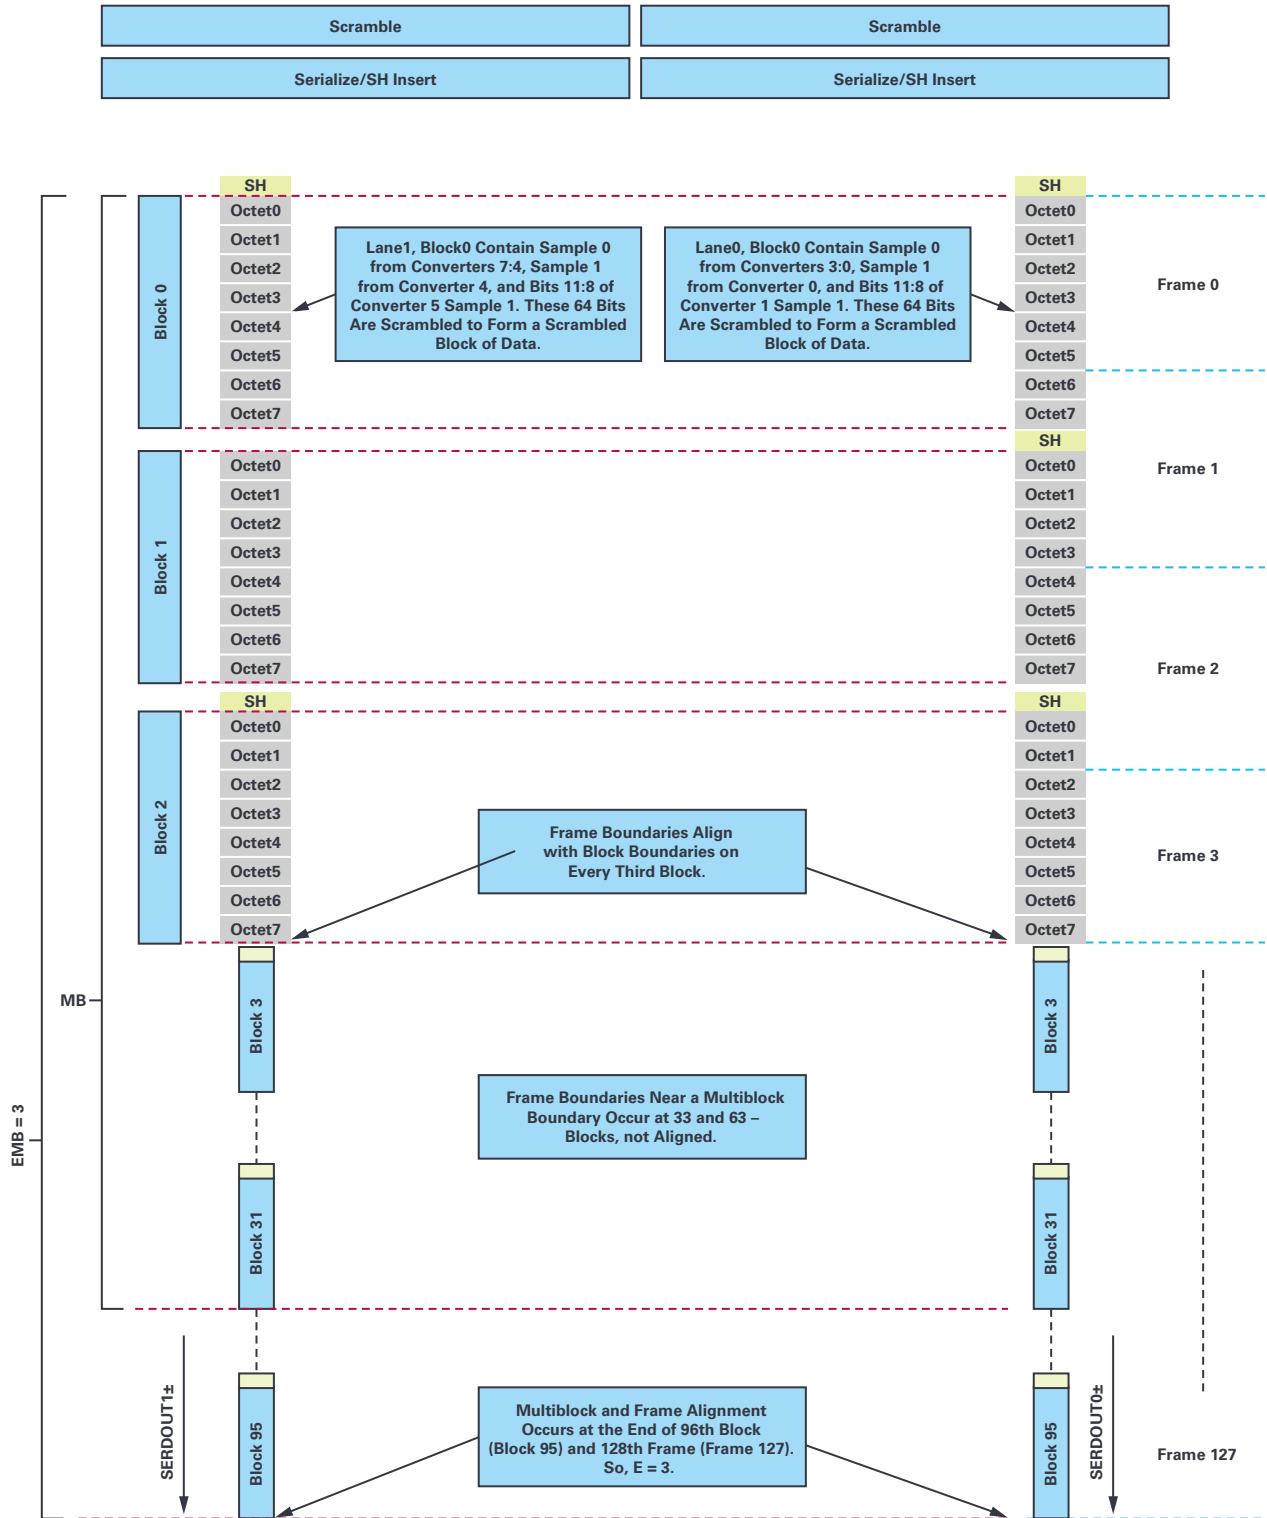 Scramble
Scramble
Serialize/SH Insert
Serialize/SH Insert
SH
Octet0
Octet1
Octet2
Octet3
Octet4
Octet5
Octet6
Octet7
Block 0
Lane1, Block0 Contain Sample 0
from Converters 7:4, Sample 1
from Converter 4, and Bits 11:8 of
Converter 5 Sample 1. These 64 Bits
Are Scrambled to Form a Scrambled
Block of Data.
Lane0, Block0 Contain Sample 0
from Converters 3:0, Sample 1
from Converter 0, and Bits 11:8 of
Converter 1 Sample 1. These 64 Bits
Are Scrambled to Form a Scrambled
Block of Data.
SH
Octet0
Octet1
Octet2
Octet3
Octet4
Octet5
Octet6
Octet7
Frame 0
Block 1
Octet0
Octet1
Octet2
Octet3
Octet4
Octet5
Octet6
Octet7
SH
Octet0
Octet1
Octet2
Octet3
Octet4
Octet5
Octet6
Octet7
Frame 1
Frame 2
Block 2
SH
Octet0
Octet1
Octet2
Octet3
Octet4
Octet5
Octet6
Octet7
Frame Boundaries Align
with Block Boundaries on
Every Third Block.
SH
Octet0
Octet1
Octet2
Octet3
Octet4
Octet5
Octet6
Octet7
Frame 3
MB
EMB = 3
Block 3
Block 3
Frame Boundaries Near a Multiblock
Boundary Occur at 33 and 63 –
Blocks, not Aligned.
Block 31
Block 31
SERDOUT1±
Block 95
Multiblock and Frame Alignment
Occurs at the End of 96th Block
(Block 95) and 128th Frame (Frame 127).
So, E = 3.
Block 95
SERDOUT0±
Frame 127